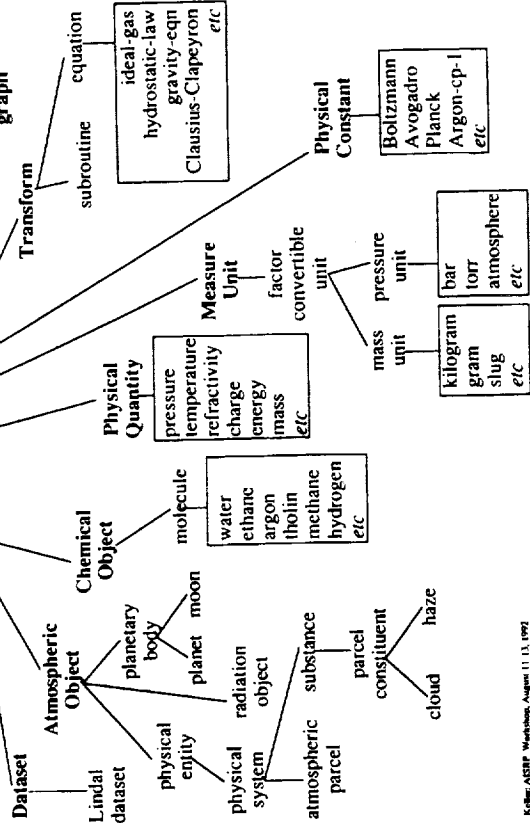 graph
Transform
subroutine
equation
ideal-gas
hydrostatic-law
gravity-eqn
Clausius-Clapeyron
etc
Physical
Constant
Boltzmann
Avogadro
Planck
Argon-cp-1
etc
Measure
Unit
factor
convertible
unit
mass
unit
pressure
unit
kilogram
gram
slug
etc
bar
torr
atmosphere
etc
Physical
Quantity
pressure
temperature
refractivity
charge
energy
mass
etc
Chemical
Object
molecule
water
ethane
argon
tholin
methane
hydrogen
etc
Atmospheric
Object
planetary
body
planet
moon
radiation
object
physical
entity
physical
system
atmospheric
parcel
substance
parcel
constituent
cloud
haze
Dataset
Lindal
dataset
Keller AISRP Workshop, August 11 13, 1992